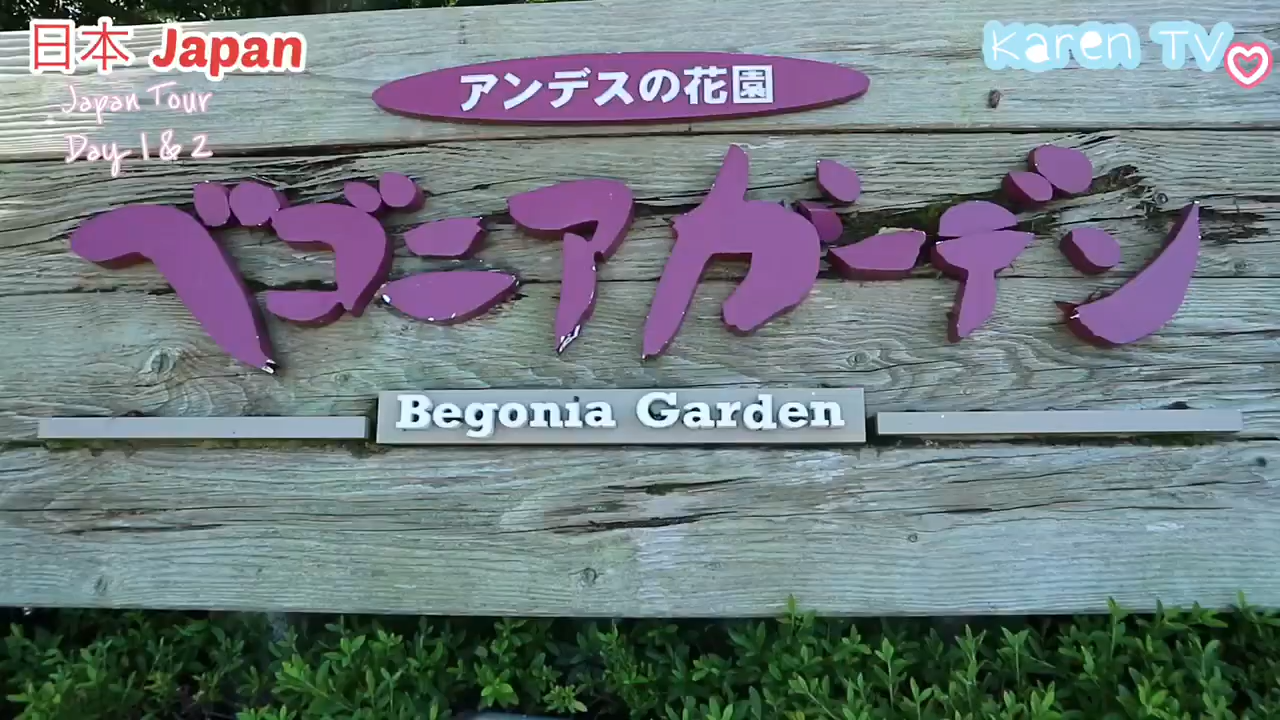 日本 Japan
Japan Tour
Day 1 & 2
Karen TV
アンデスの花園
ベゴニアガーデン
Begonia Garden